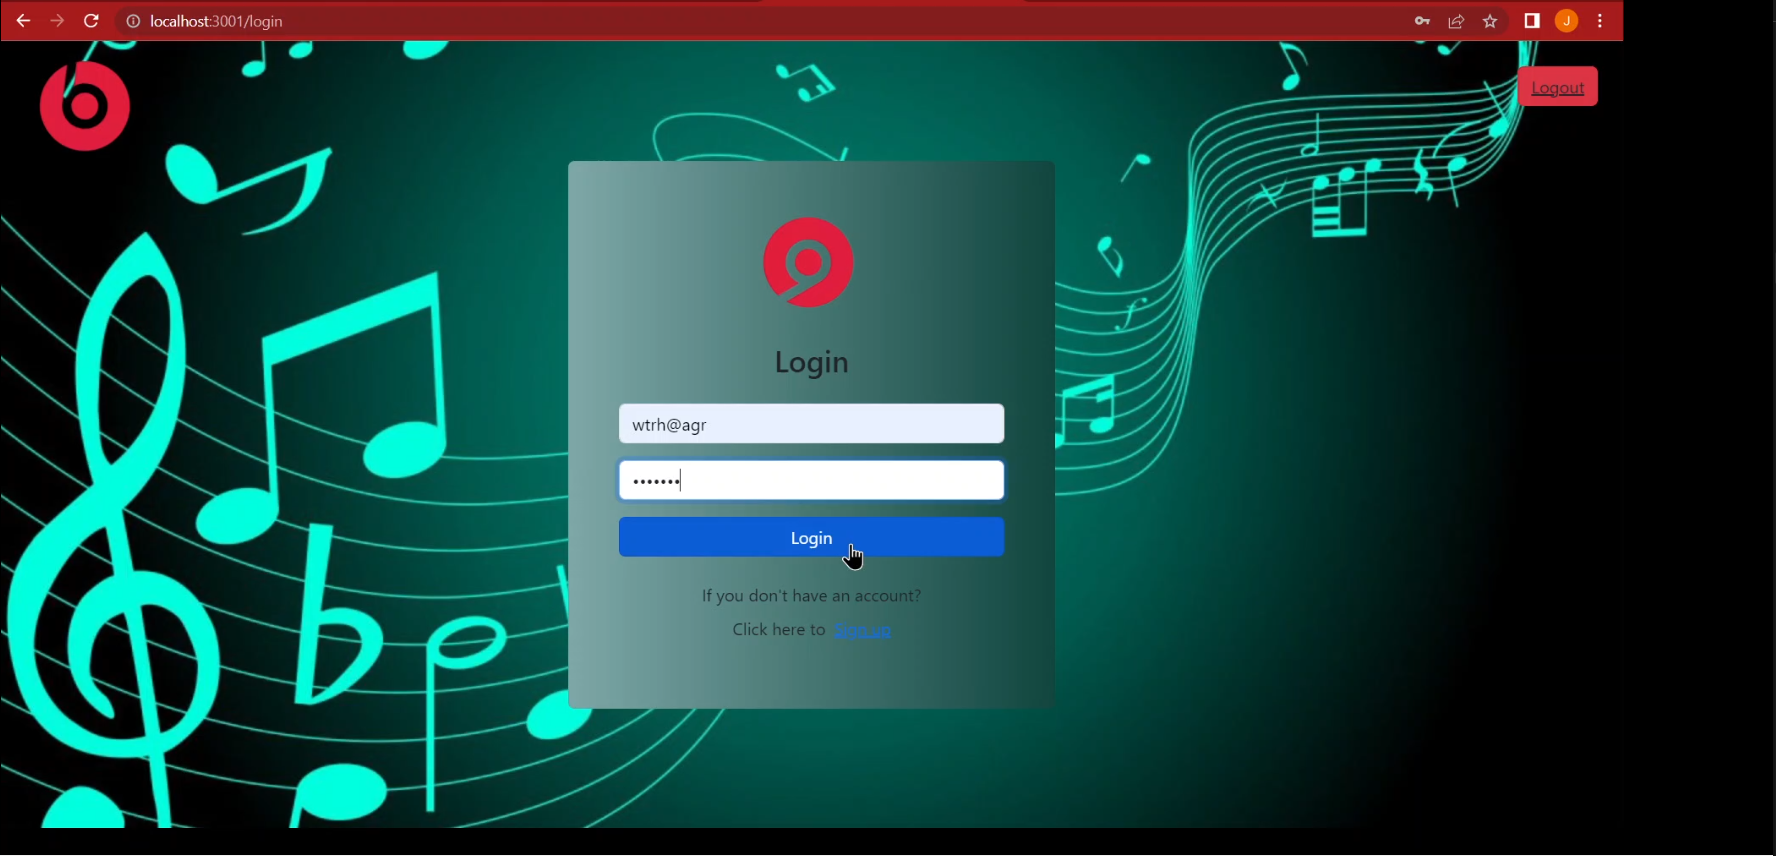 localhost:3001/login
J
Logout
Login
wtrh@agr
•••••••
Login
If you don't have an account?
Click here to Sign up